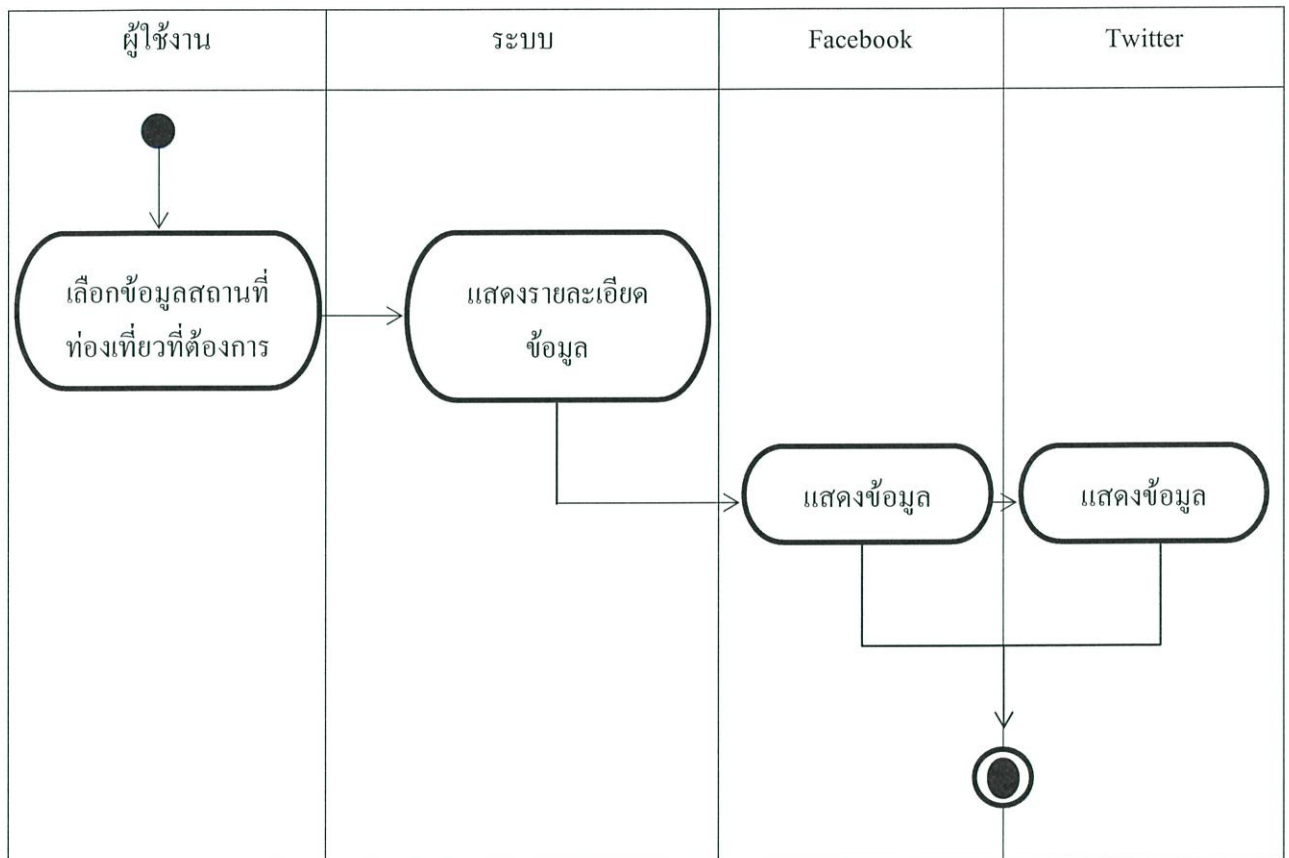 ผู้ใช้งาน
ระบบ
Facebook
Twitter
เลือกข้อมูลสถานที่
ท่องเที่ยวที่ต้องการ
แสดงรายละเอียด
ข้อมูล
แสดงข้อมูล
แสดงข้อมูล